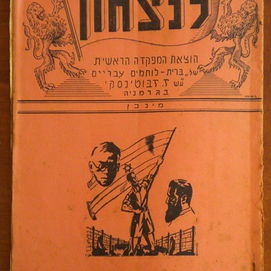 לנצחון
הוצאת המפקדה הראשית
של „ברית-לוחמים עבריים
ע״ש ז. ז׳בוטינסקי״
בגרמניה
מינכן